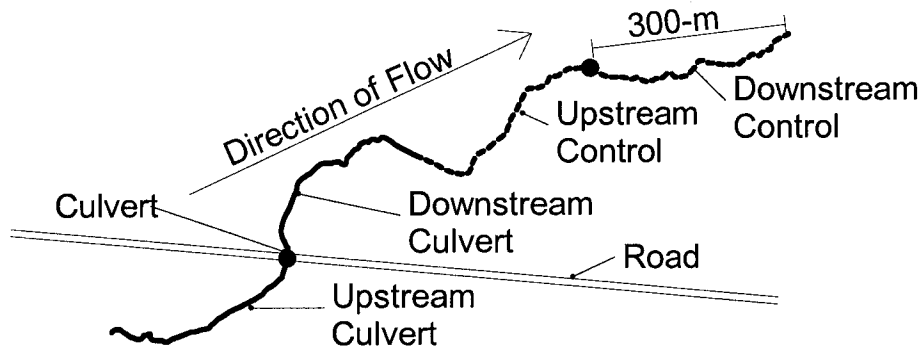 300-m
Direction of Flow
Downstream
Control
Upstream
Control
Culvert
Downstream
Culvert
Road
Upstream
Culvert